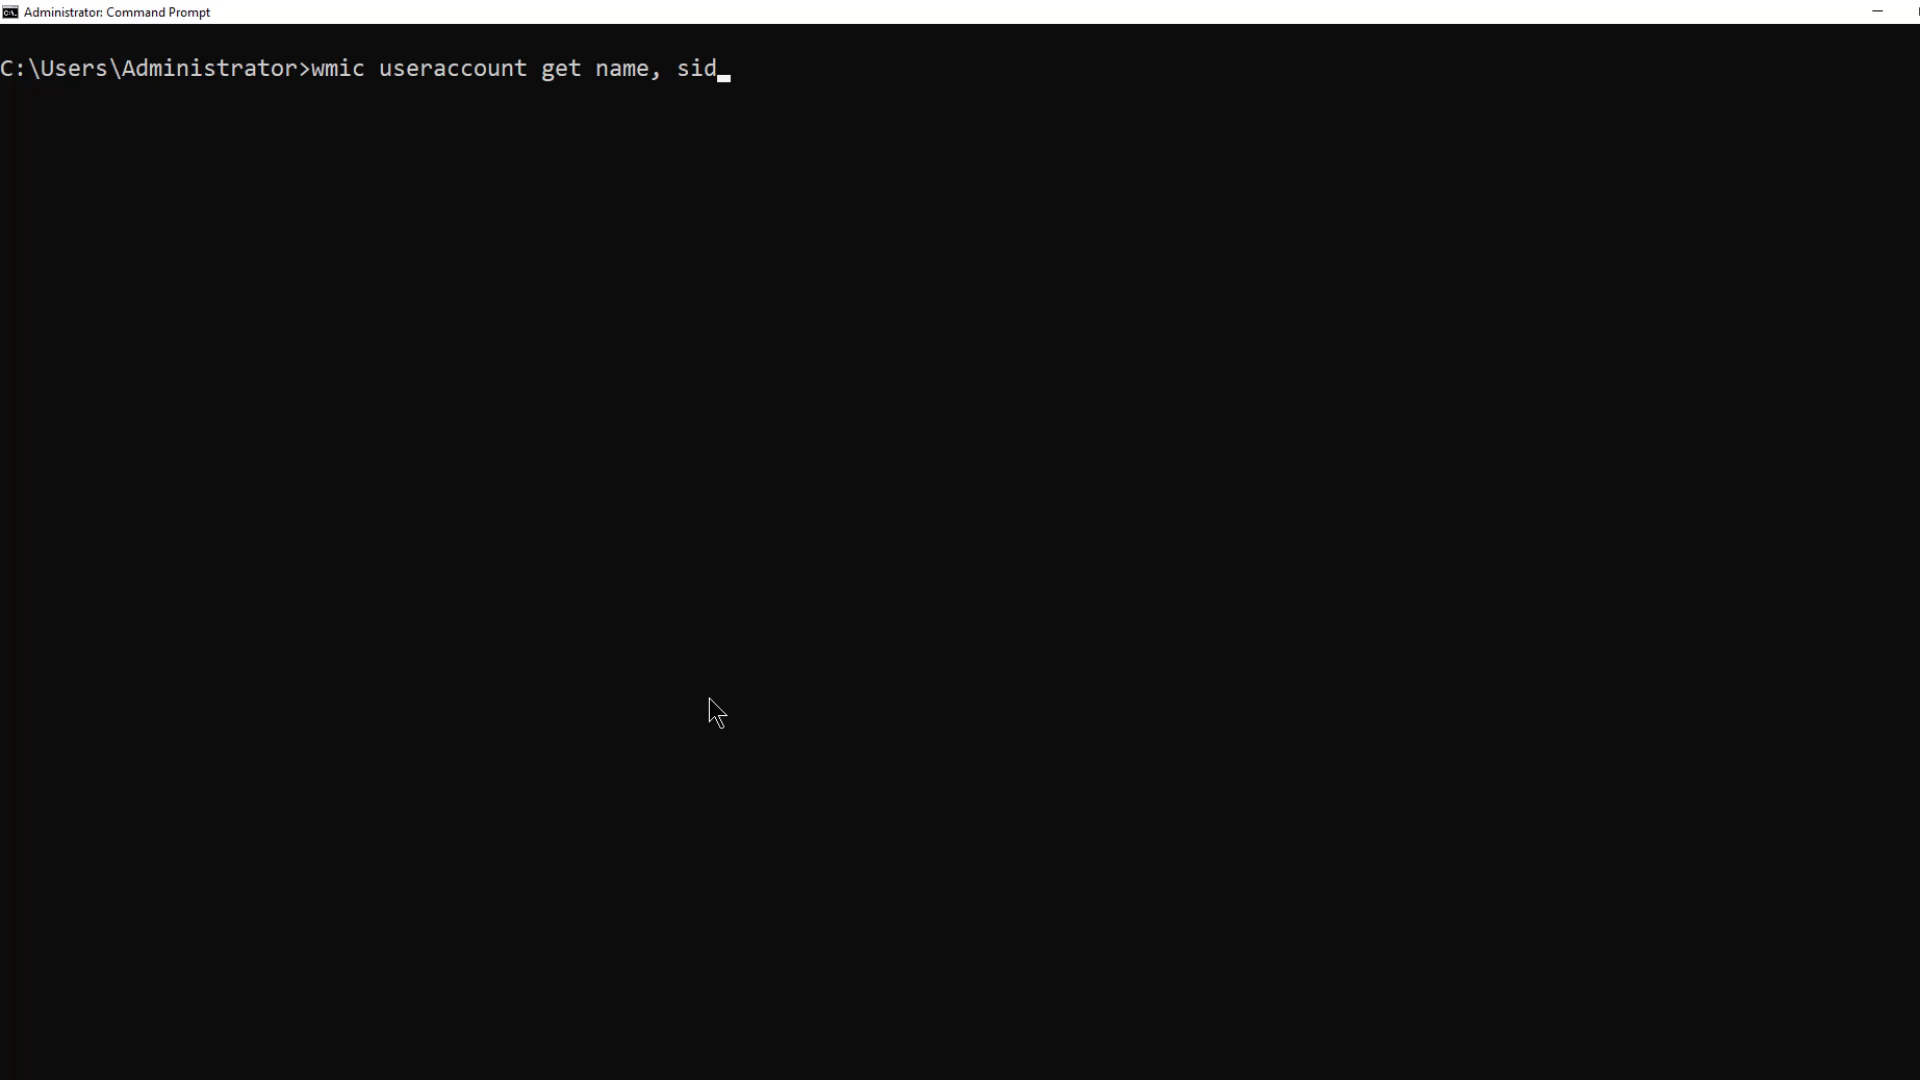 Administrator: Command Prompt
C:\Users\Administrator>wmic useraccount get name, sid